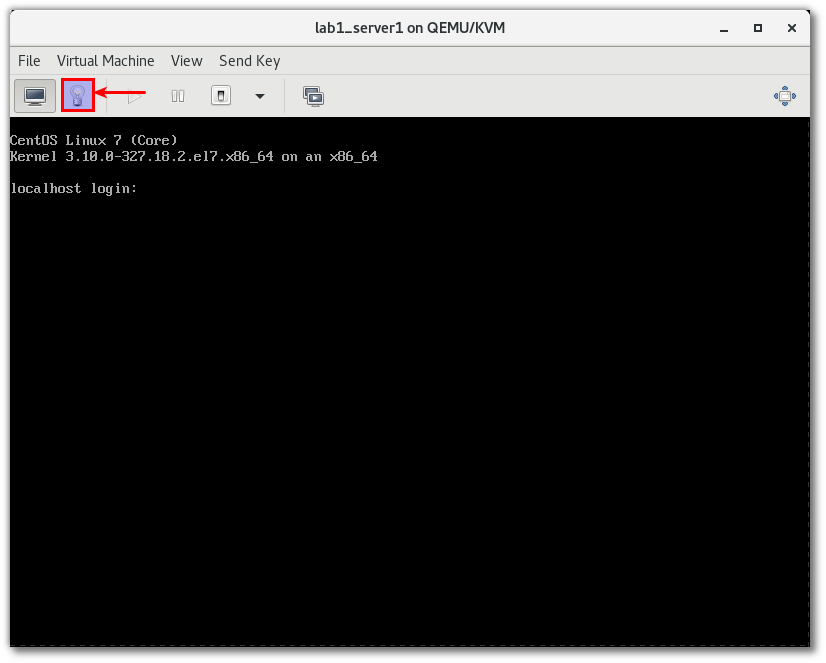 lab1_server1 on QEMU/KVM
File Virtual Machine View Send Key
CentOS Linux 7 (Core)
Kernel 3.10.0-327.18.2.el7.x86_64 on an x86_64
localhost login: